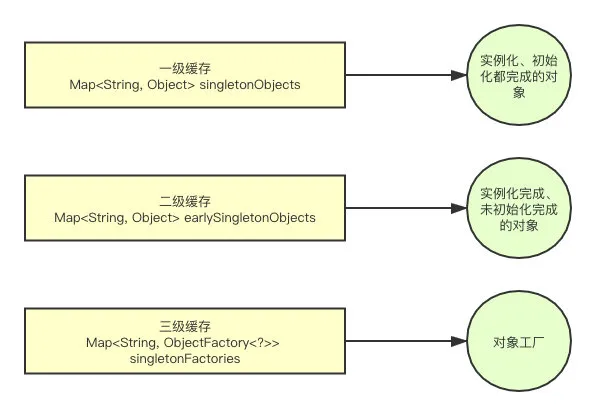 一级缓存
Map<String, Object> singletonObjects
实例化、初始
化都完成的对
象
二级缓存
Map<String, Object> earlySingletonObjects
实例化完成、
未初始化完成
的对象
三级缓存
Map<String, ObjectFactory<?>>
singletonFactories
对象工厂